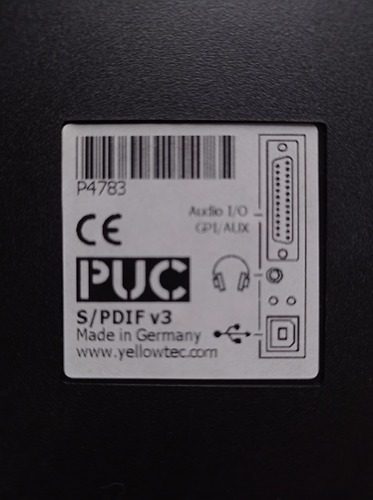 P4783
Audio I/O
GPI/AUX
CE
PUC
S/PDIF v3
Made in Germany
www.yellowtec.com